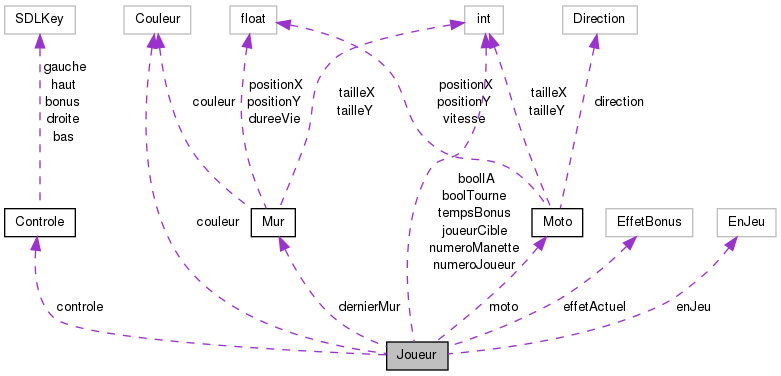 SDLKey
Couleur
float
int
Direction
gauche
haut
bonus
droite
bas
couleur
positionX
positionY
dureeVie
tailleX
tailleY
positionX
positionY
vitesse
tailleX
tailleY
direction
Controle
couleur
Mur
boolIA
boolTourne
tempsBonus
joueurCible
numeroManette
numeroJoueur
Moto
EffetBonus
EnJeu
controle
dernierMur
moto
effetActuel
enJeu
Joueur